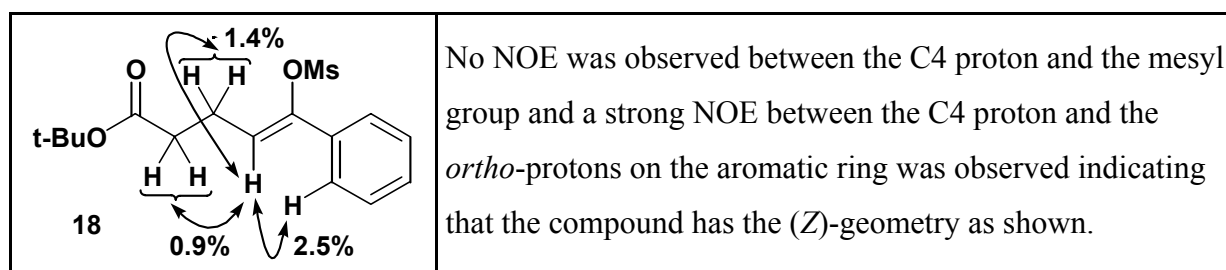 1.4%
O
H H
OMs
t-BuO
H H
H
H
18
0.9%
2.5%
No NOE was observed between the C4 proton and the mesyl
group and a strong NOE between the C4 proton and the
ortho-protons on the aromatic ring was observed indicating
that the compound has the (Z)-geometry as shown.